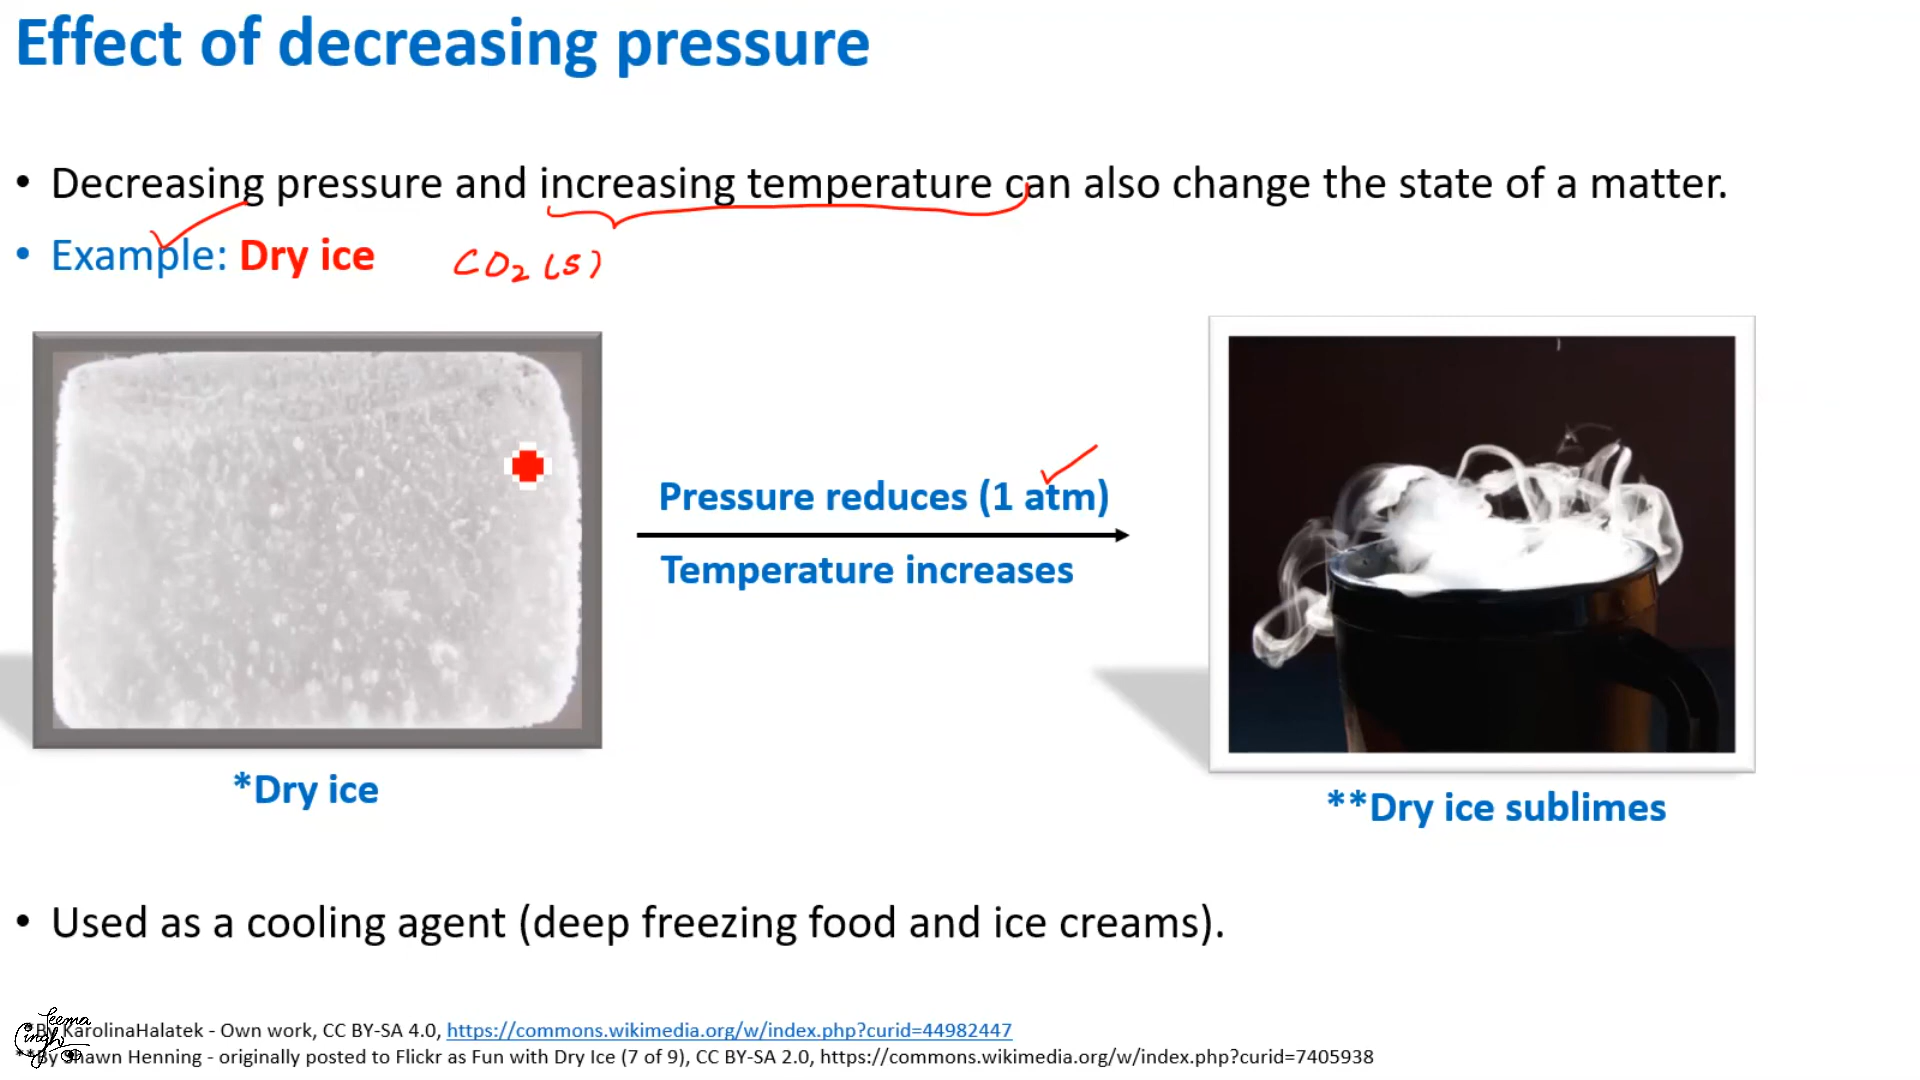 Effect of decreasing pressure
• Decreasing pressure and increasing temperature can also change the state of a matter.
• Example: Dry ice CO2 (s)
Pressure reduces (1 atm)
Temperature increases
*Dry ice
**Dry ice sublimes
• Used as a cooling agent (deep freezing food and ice creams).
*By KarolinaHalatek - Own work, CC BY-SA 4.0, https://commons.wikimedia.org/w/index.php?curid=44982447
**By Shawn Henning - originally posted to Flickr as Fun with Dry Ice (7 of 9), CC BY-SA 2.0, https://commons.wikimedia.org/w/index.php?curid=7405938